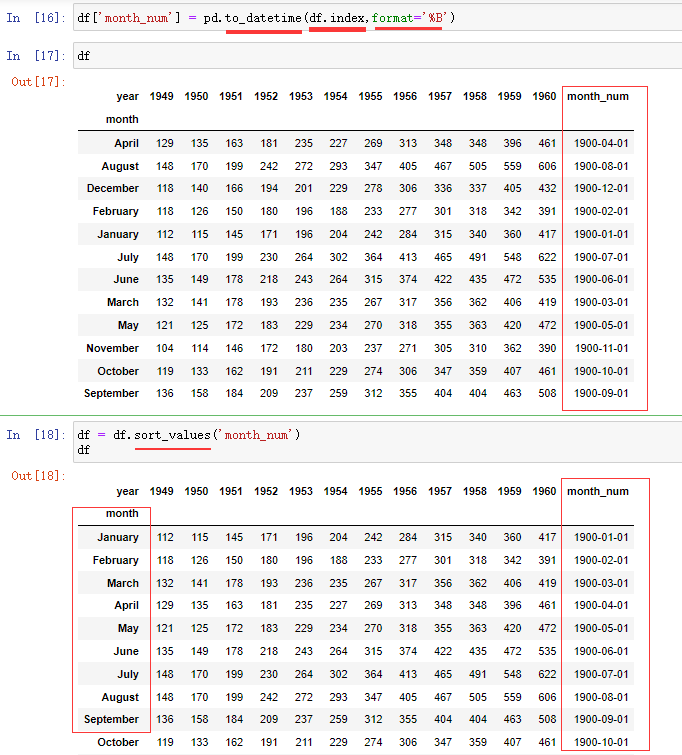 In [16]: df['month_num'] = pd.to_datetime(df.index,format='%B')
In [17]: df
Out[17]:
year 1949 1950 1951 1952 1953 1954 1955 1956 1957 1958 1959 1960 month_num
month
April 129 135 163 181 235 227 269 313 348 348 396 461 1900-04-01
August 148 170 199 242 272 293 347 405 467 505 559 606 1900-08-01
December 118 140 166 194 201 229 278 306 336 337 405 432 1900-12-01
February 118 126 150 180 196 188 233 277 301 318 342 391 1900-02-01
January 112 115 145 171 196 204 242 284 315 340 360 417 1900-01-01
July 148 170 199 230 264 302 364 413 465 491 548 622 1900-07-01
June 135 149 178 218 243 264 315 374 422 435 472 535 1900-06-01
March 132 141 178 193 236 235 267 317 356 362 406 419 1900-03-01
May 121 125 172 183 229 234 270 318 355 363 420 472 1900-05-01
November 104 114 146 172 180 203 237 271 305 310 362 390 1900-11-01
October 119 133 162 191 211 229 274 306 347 359 407 461 1900-10-01
September 136 158 184 209 237 259 312 355 404 404 463 508 1900-09-01
In [18]: df = df.sort_values('month_num')
df
Out[18]:
year 1949 1950 1951 1952 1953 1954 1955 1956 1957 1958 1959 1960 month_num
month
January 112 115 145 171 196 204 242 284 315 340 360 417 1900-01-01
February 118 126 150 180 196 188 233 277 301 318 342 391 1900-02-01
March 132 141 178 193 236 235 267 317 356 362 406 419 1900-03-01
April 129 135 163 181 235 227 269 313 348 348 396 461 1900-04-01
May 121 125 172 183 229 234 270 318 355 363 420 472 1900-05-01
June 135 149 178 218 243 264 315 374 422 435 472 535 1900-06-01
July 148 170 199 230 264 302 364 413 465 491 548 622 1900-07-01
August 148 170 199 242 272 293 347 405 467 505 559 606 1900-08-01
September 136 158 184 209 237 259 312 355 404 404 463 508 1900-09-01
October 119 133 162 191 211 229 274 306 347 359 407 461 1900-10-01